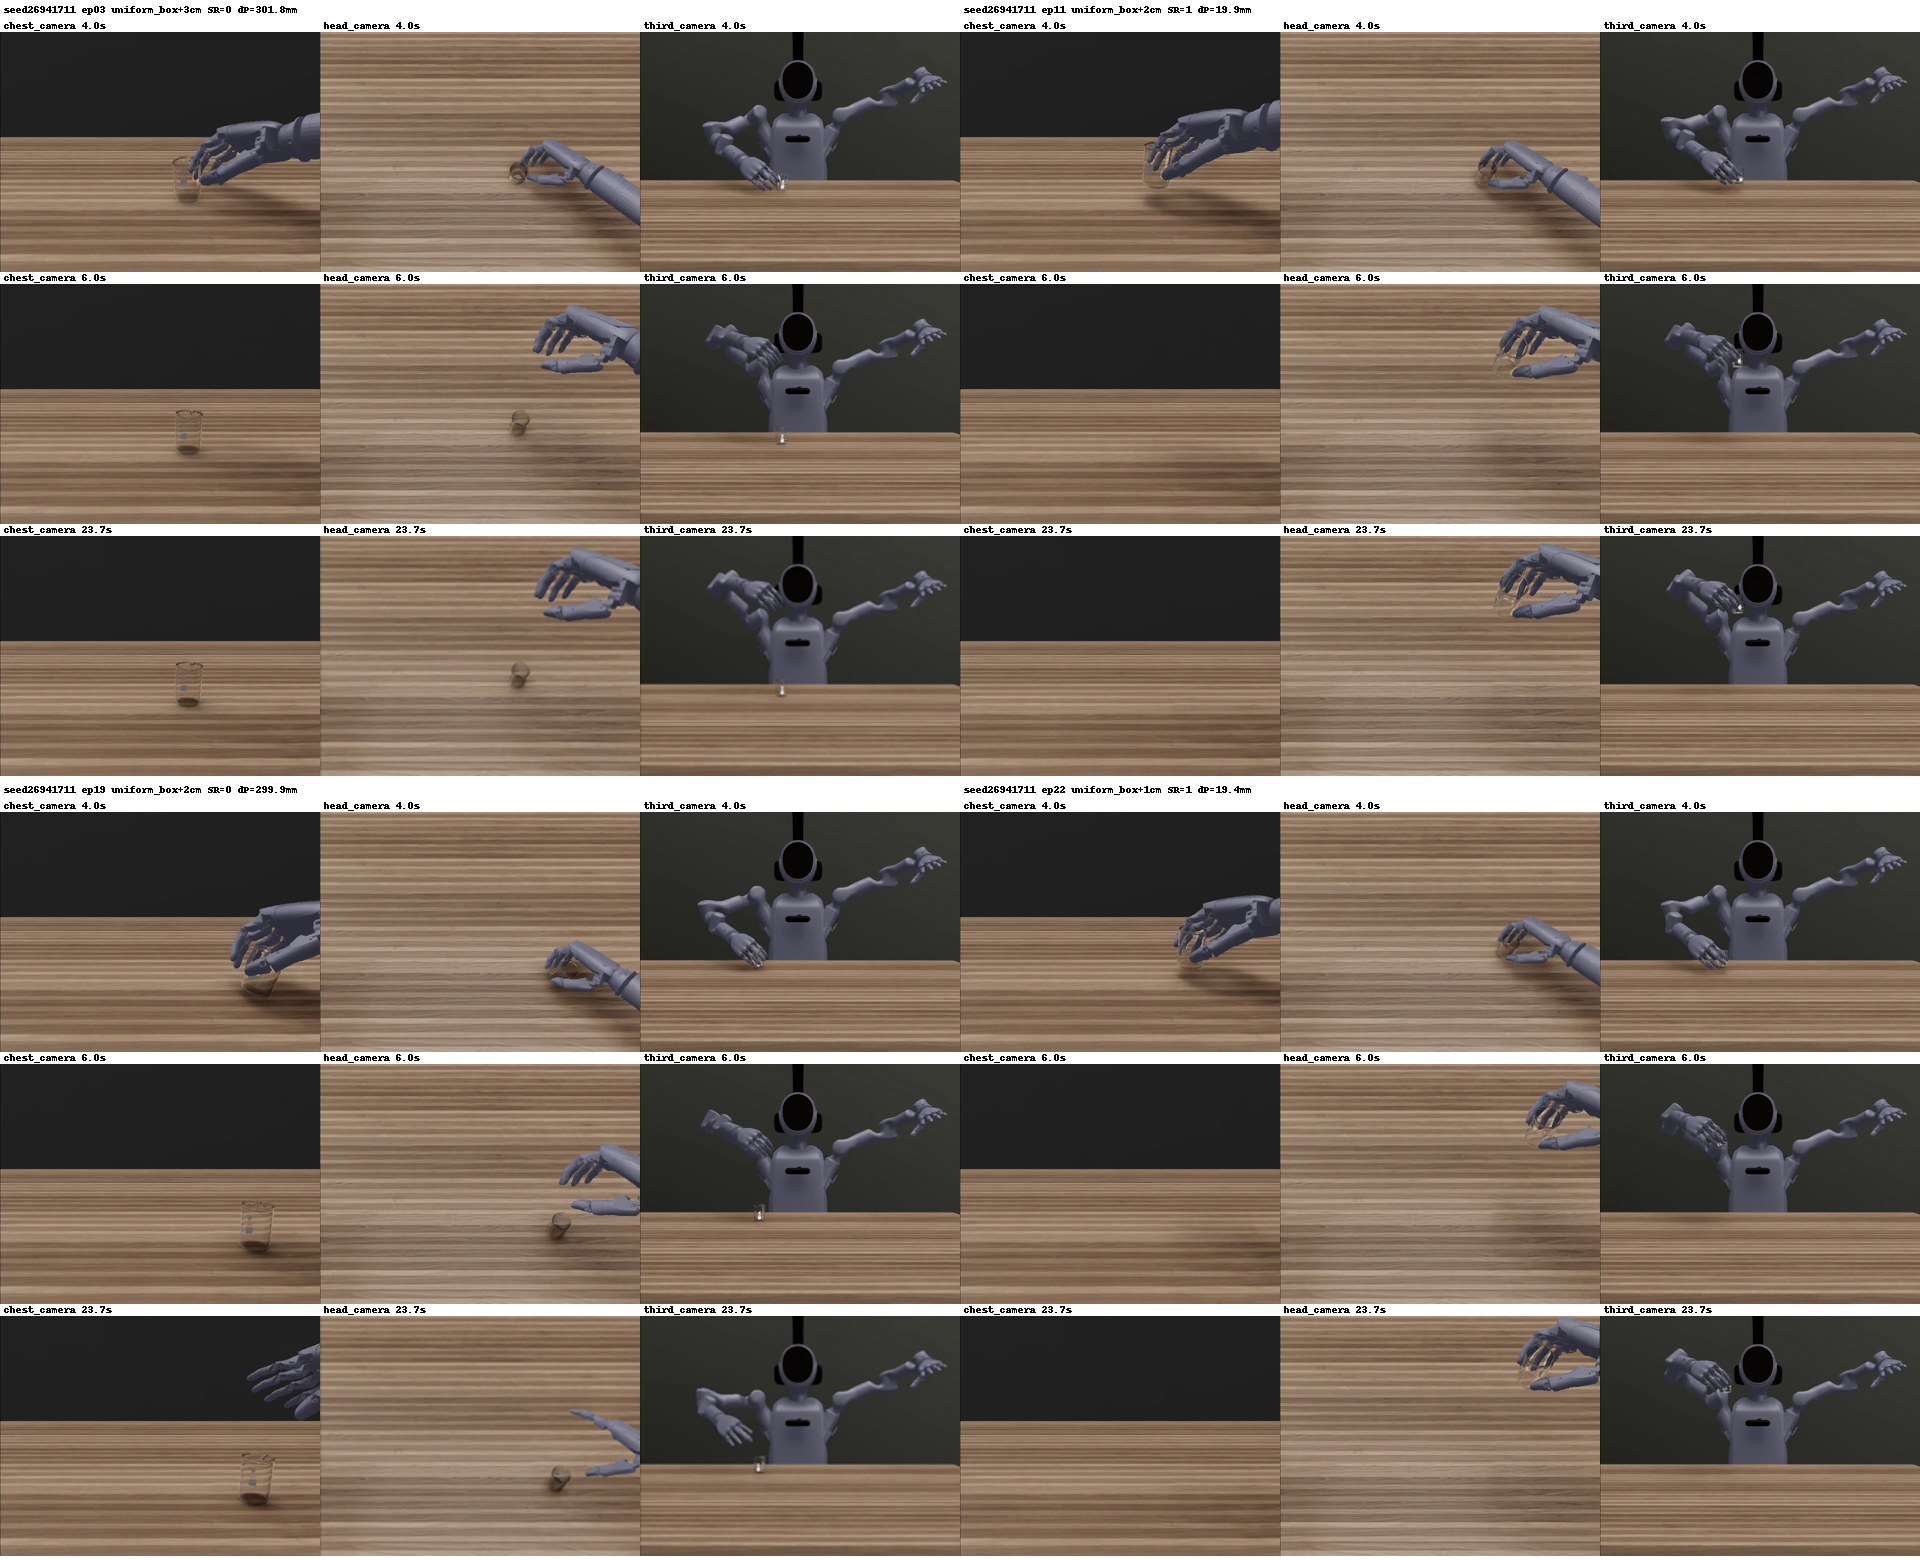 seed26941711 ep03 uniform_box+3cm SR=0 dP=301.8mm
seed26941711 ep11 uniform_box+2cm SR=1 dP=19.9mm
chest_camera 4.0s
head_camera 4.0s
third_camera 4.0s
chest_camera 4.0s
head_camera 4.0s
third_camera 4.0s
chest_camera 6.0s
head_camera 6.0s
third_camera 6.0s
chest_camera 6.0s
head_camera 6.0s
third_camera 6.0s
chest_camera 23.7s
head_camera 23.7s
third_camera 23.7s
chest_camera 23.7s
head_camera 23.7s
third_camera 23.7s
seed26941711 ep19 uniform_box+2cm SR=0 dP=299.9mm
seed26941711 ep22 uniform_box+1cm SR=1 dP=19.4mm
chest_camera 4.0s
head_camera 4.0s
third_camera 4.0s
chest_camera 4.0s
head_camera 4.0s
third_camera 4.0s
chest_camera 6.0s
head_camera 6.0s
third_camera 6.0s
chest_camera 6.0s
head_camera 6.0s
third_camera 6.0s
chest_camera 23.7s
head_camera 23.7s
third_camera 23.7s
chest_camera 23.7s
head_camera 23.7s
third_camera 23.7s